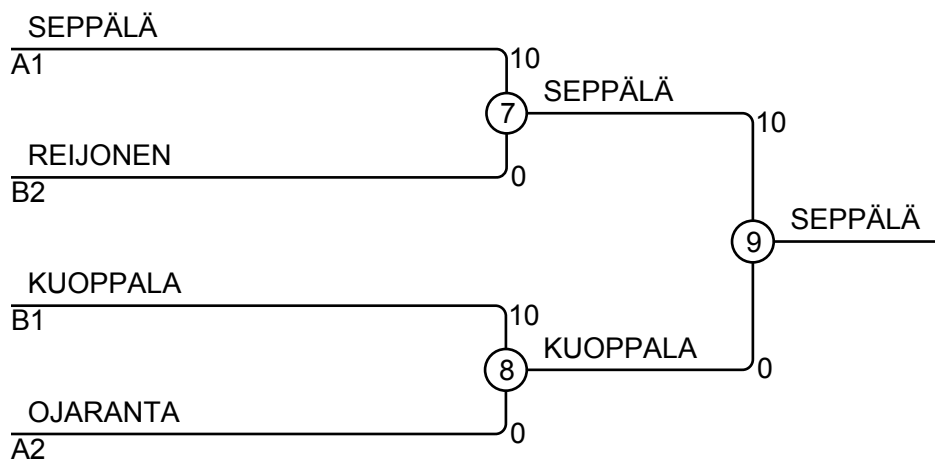 SEPPÄLÄ
A1
10
7
SEPPÄLÄ
10
REIJONEN
B2
0
9
SEPPÄLÄ
KUOPPALA
B1
10
8
KUOPPALA
0
OJARANTA
A2
0